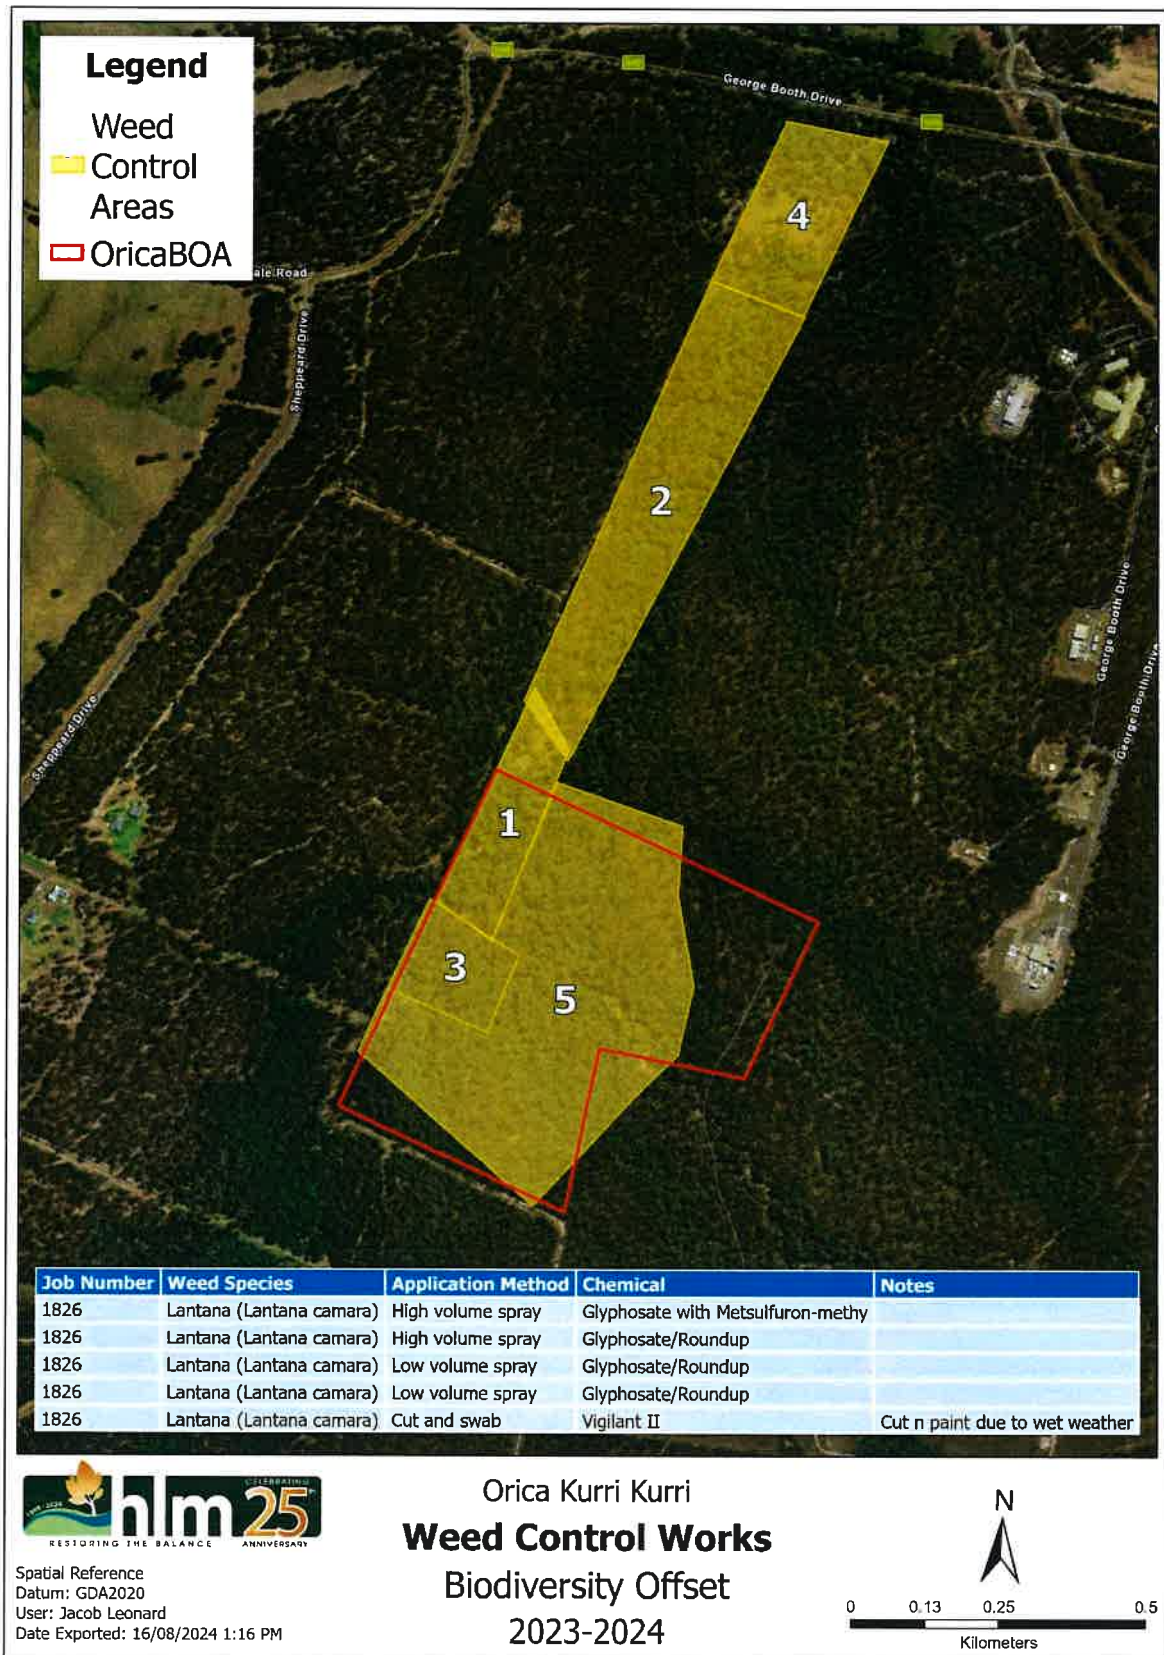 Legend
Weed
Control
Areas
OricaBOA
George Booth Drive
ale Road
Sheppeard Drive
4
2
George Booth Drive
George Booth Drive
Sheppeard Drive
1
3
5
Job Number Weed Species Application Method Chemical Notes
1826 Lantana (Lantana camara) High volume spray Glyphosate with Metsulfuron-methy
1826 Lantana (Lantana camara) High volume spray Glyphosate/Roundup
1826 Lantana (Lantana camara) Low volume spray Glyphosate/Roundup
1826 Lantana (Lantana camara) Low volume spray Glyphosate/Roundup
1826 Lantana (Lantana camara) Cut and swab Vigilant II Cut n paint due to wet weather
CELEBRATING
hlm 25
RESTORING THE BALANCE ANNIVERSARY
Spatial Reference
Datum: GDA2020
User: Jacob Leonard
Date Exported: 16/08/2024 1:16 PM
Orica Kurri Kurri
Weed Control Works
Biodiversity Offset
2023-2024
N
0 0.13 0.25 0.5
Kilometers